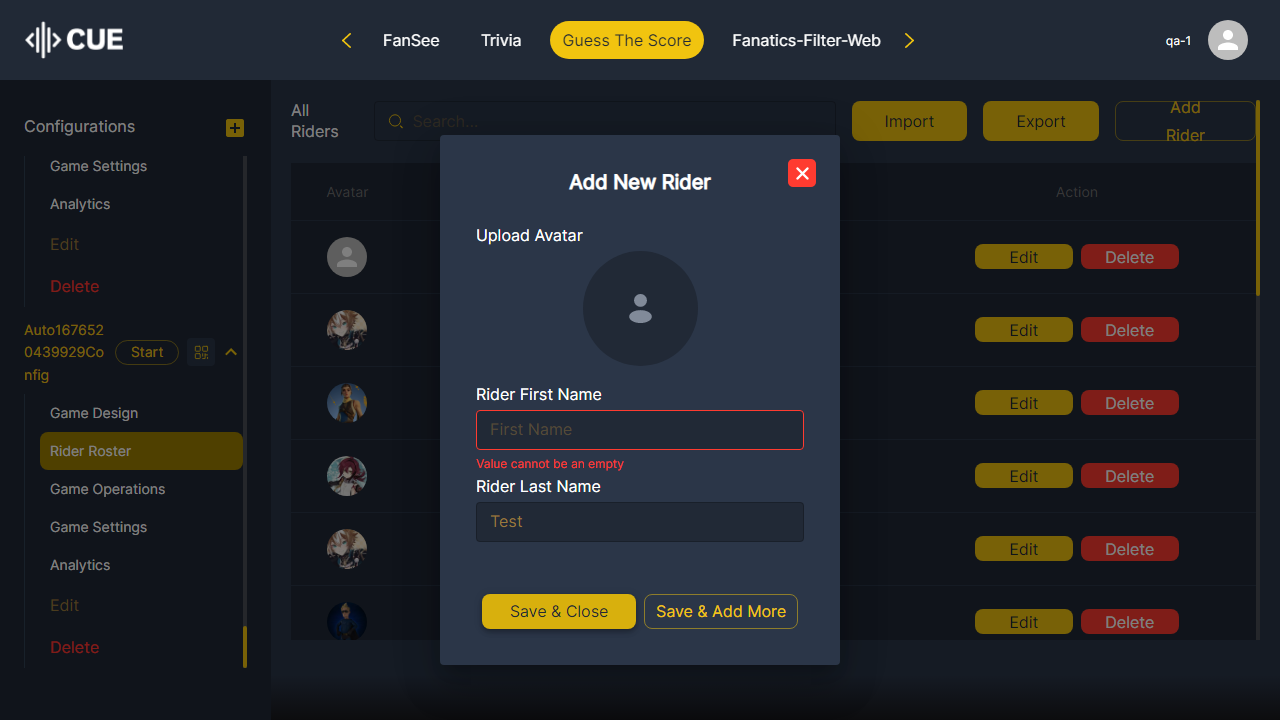 CUE
FanSee
Trivia
Guess The Score
Fanatics-Filter-Web
qa-1
Configurations
Game Settings
Analytics
Edit
Delete
Auto167652
0439929Co
nfig
Start
Game Design
Rider Roster
Game Operations
Game Settings
Analytics
Edit
Delete
All
Riders
Search...
Import
Export
Add
Rider
Avatar
Action
Edit
Delete
Edit
Delete
Edit
Delete
Edit
Delete
Edit
Delete
Edit
Delete
Add New Rider
Upload Avatar
Rider First Name
First Name
Value cannot be an empty
Rider Last Name
Test
Save & Close
Save & Add More